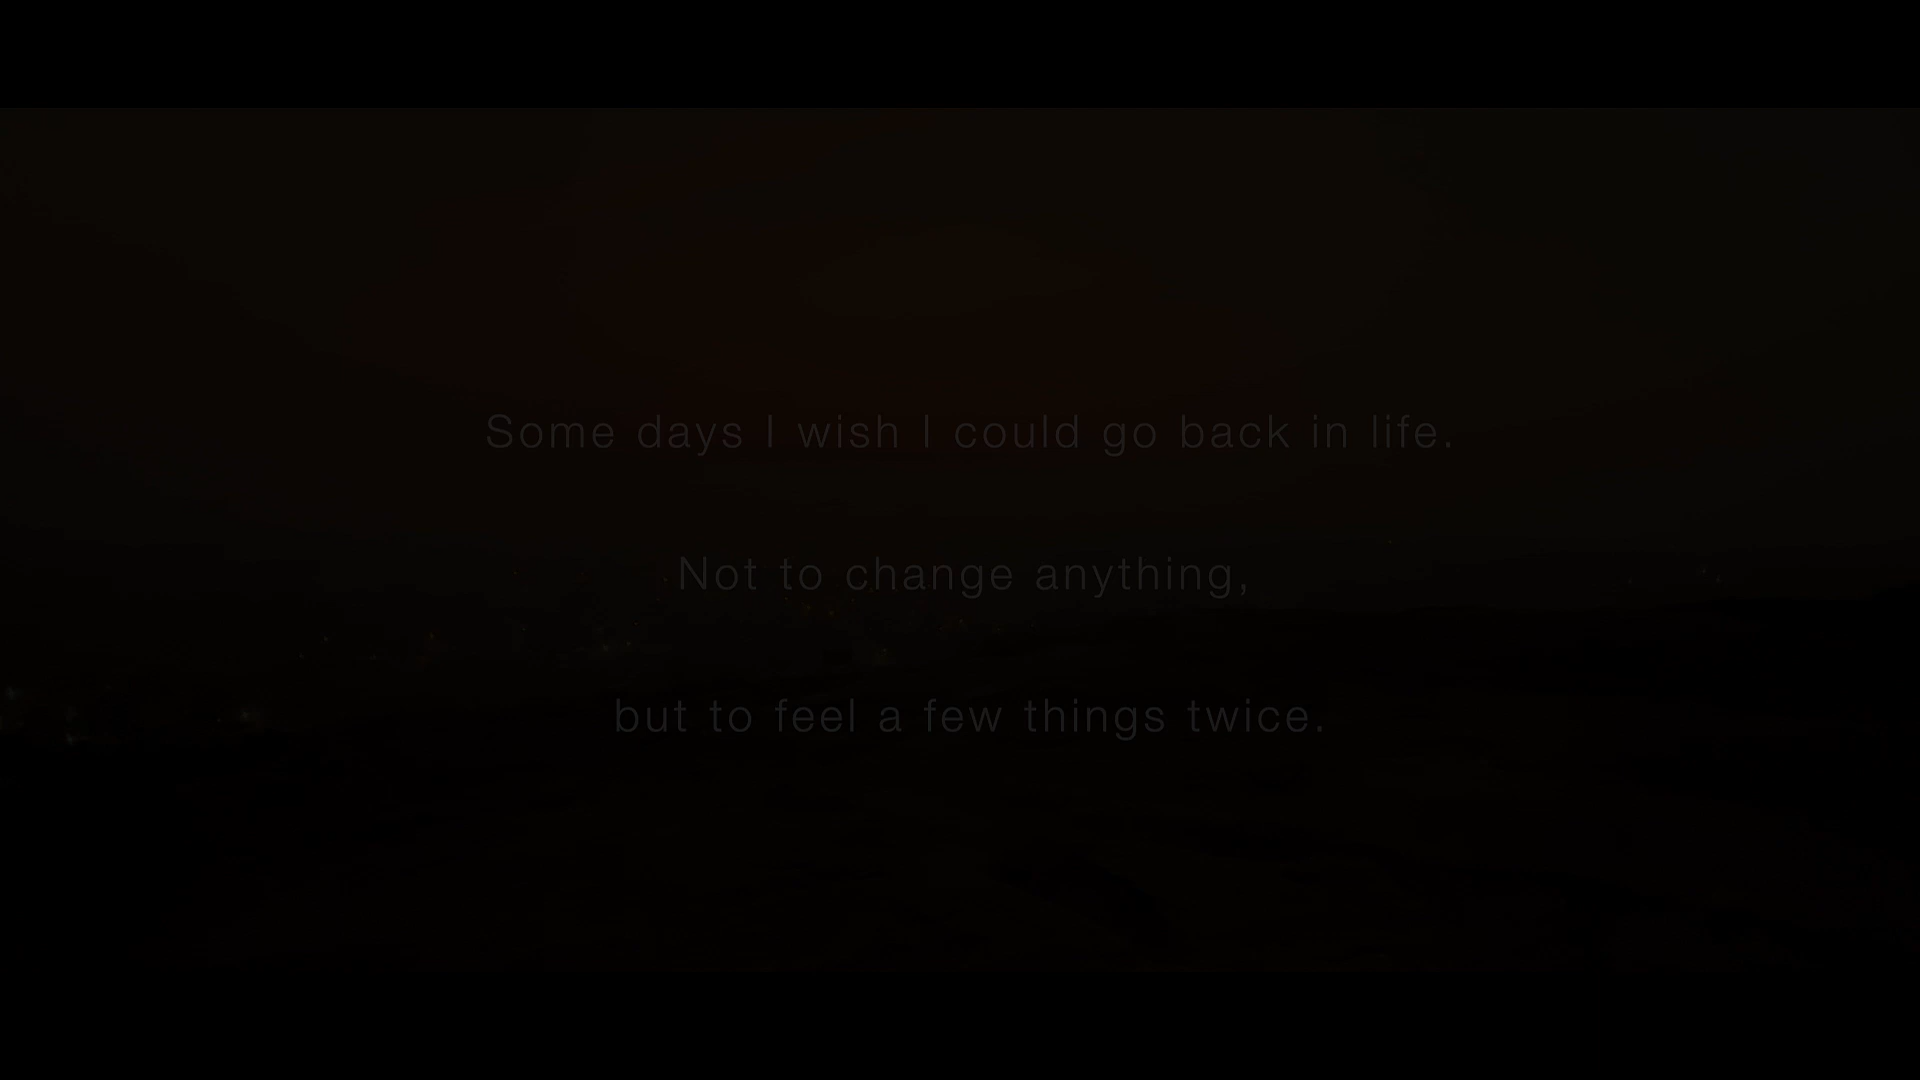 Some days I wish I could go back in life.
Not to change anything,
but to feel a few things twice.